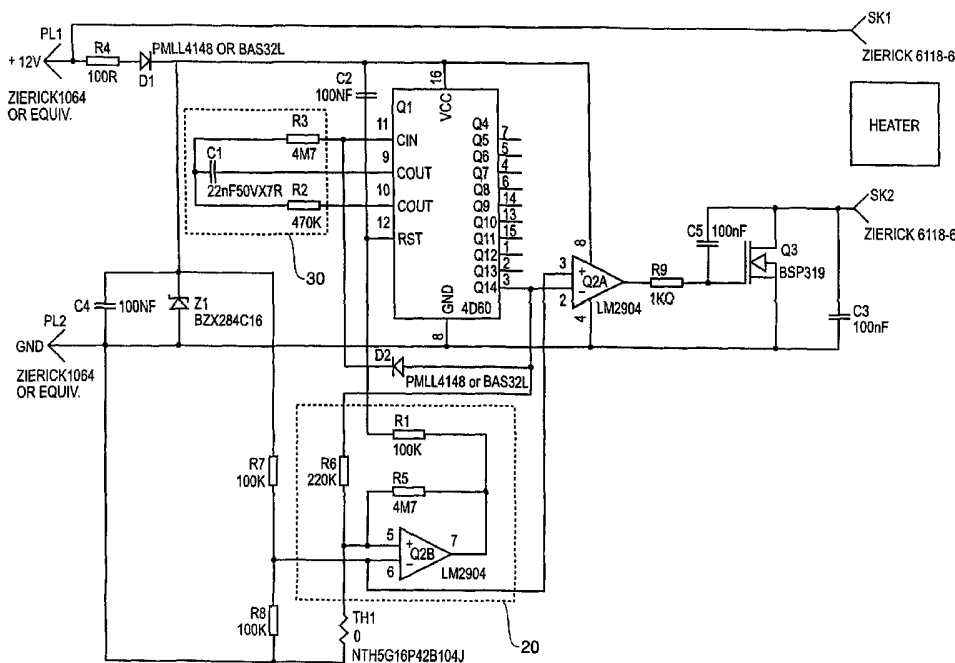 PL1
+ 12V
ZIERICK1064
OR EQUIV.
R4
100R
PMLL4148 OR BAS32L
D1
SK1
ZIERICK 6118-6
C2
100NF
16
VCC
Q1
11
CIN
9
COUT
10
COUT
12
RST
Q4
Q5
7
Q6
5
Q7
4
Q8
6
Q9
14
Q10
13
Q11
15
Q12
1
Q13
2
Q14
3
GND
4D60
8
R3
4M7
C1
22nF50VX7R
R2
470K
30
HEATER
SK2
ZIERICK 6118-6
C5
100nF
Q3
BSP319
C3
100nF
8
3
+
Q2A
−
2
4
LM2904
R9
1KQ
C4
100NF
Z1
BZX284C16
PL2
GND
ZIERICK1064
OR EQUIV.
D2
PMLL4148 or BAS32L
R1
100K
R7
100K
R6
220K
R5
4M7
5
+
Q2B
−
6
7
LM2904
R8
100K
TH1
0
NTH5G16P42B104J
20